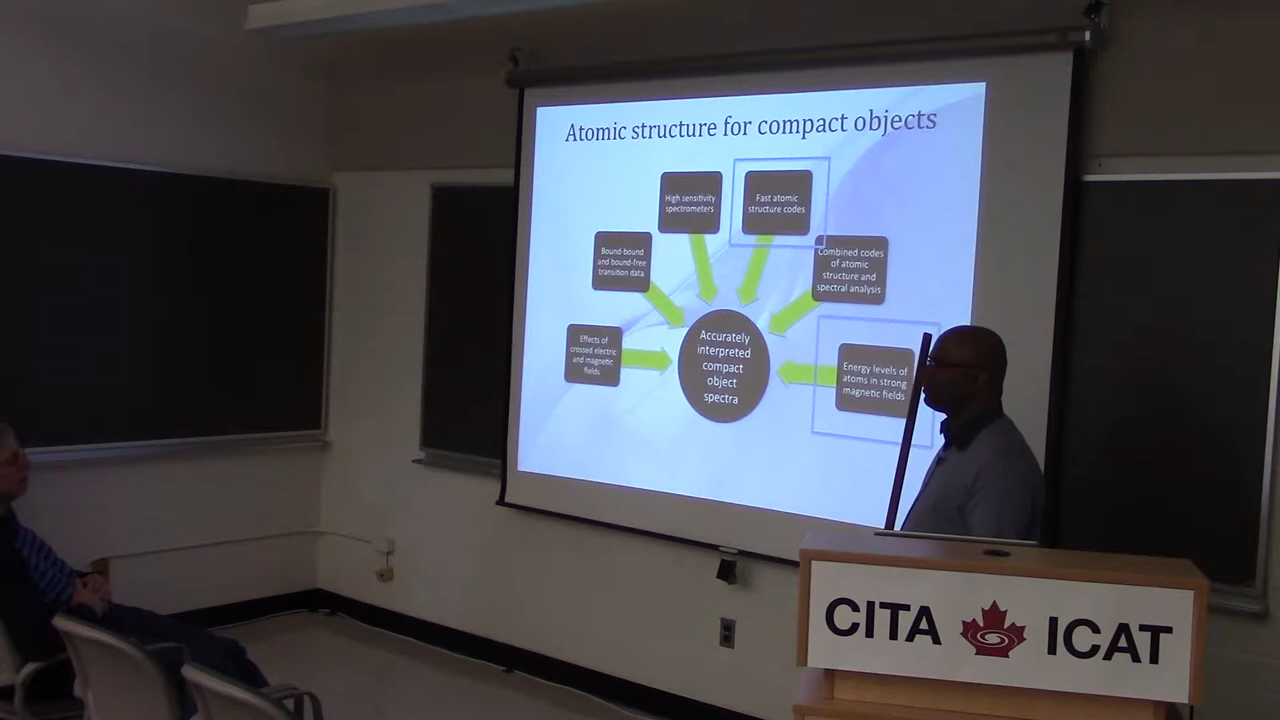 Atomic structure for compact objects
High sensitivity
spectrometers
Fast atomic
structure codes
Bound-bound
and bound-free
transition data
Combined codes
of atomic
structure and
spectral analysis
Effects of
crossed electric
and magnetic
fields
Accurately
interpreted
compact
object
spectra
Energy levels of
atoms in strong
magnetic fields
CITA ICAT